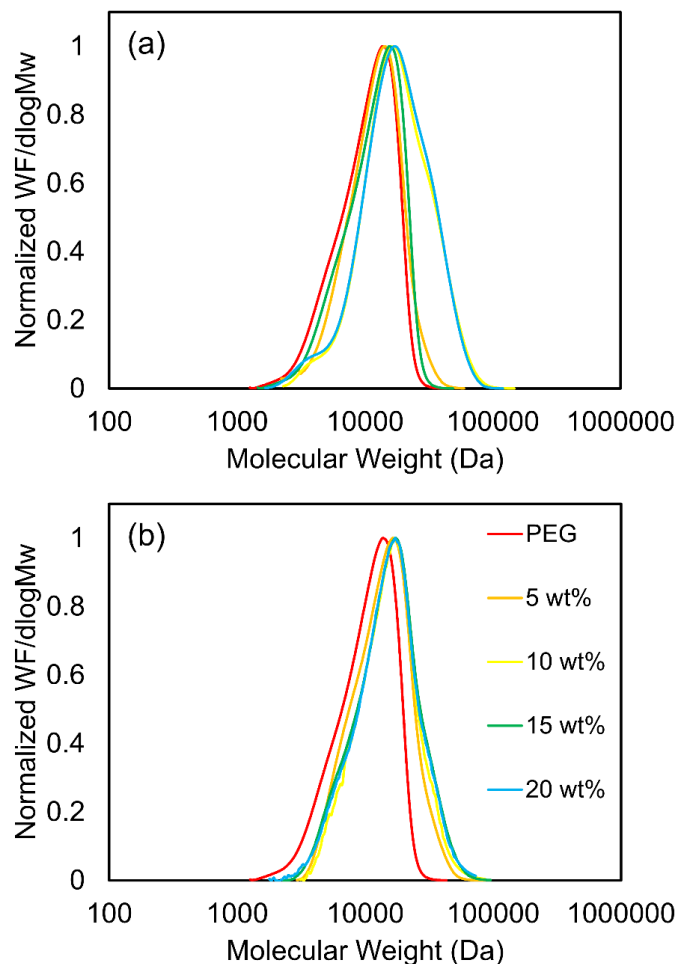 (a)
Normalized WF/dlogMw
1
0.8
0.6
0.4
0.2
0
100 1000 10000 100000 1000000
Molecular Weight (Da)
(b)
Normalized WF/dlogMw
1
0.8
0.6
0.4
0.2
0
PEG
5 wt%
10 wt%
15 wt%
20 wt%
100 1000 10000 100000 1000000
Molecular Weight (Da)